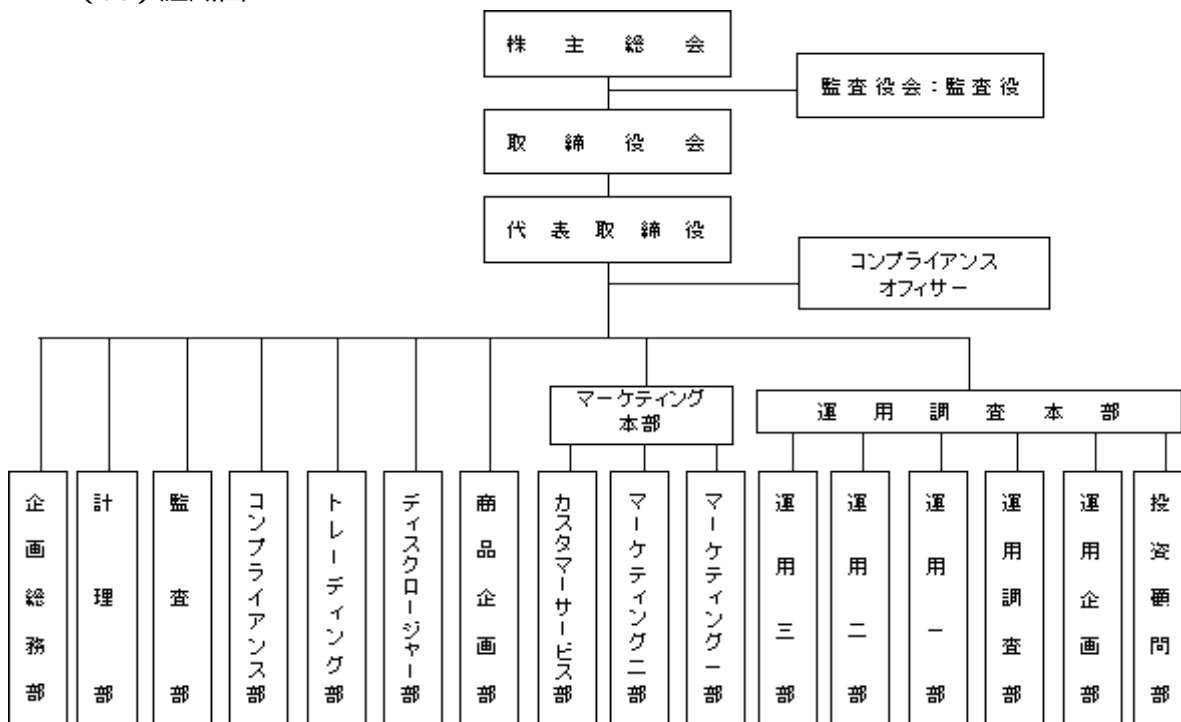 株主総会
監査役会：監査役
取締役会
代表取締役
コンプライアンス
オフィサー
マーケティング
本部
運用調査本部
企画総務部
計理部
監査部
コンプライアンス部
トレーディング部
ディスクロージャー部
商品企画部
カスタマーサービス部
マーケティング二部
マーケティング一部
運用三部
運用二部
運用一部
運用調査部
運用企画部
投資顧問部